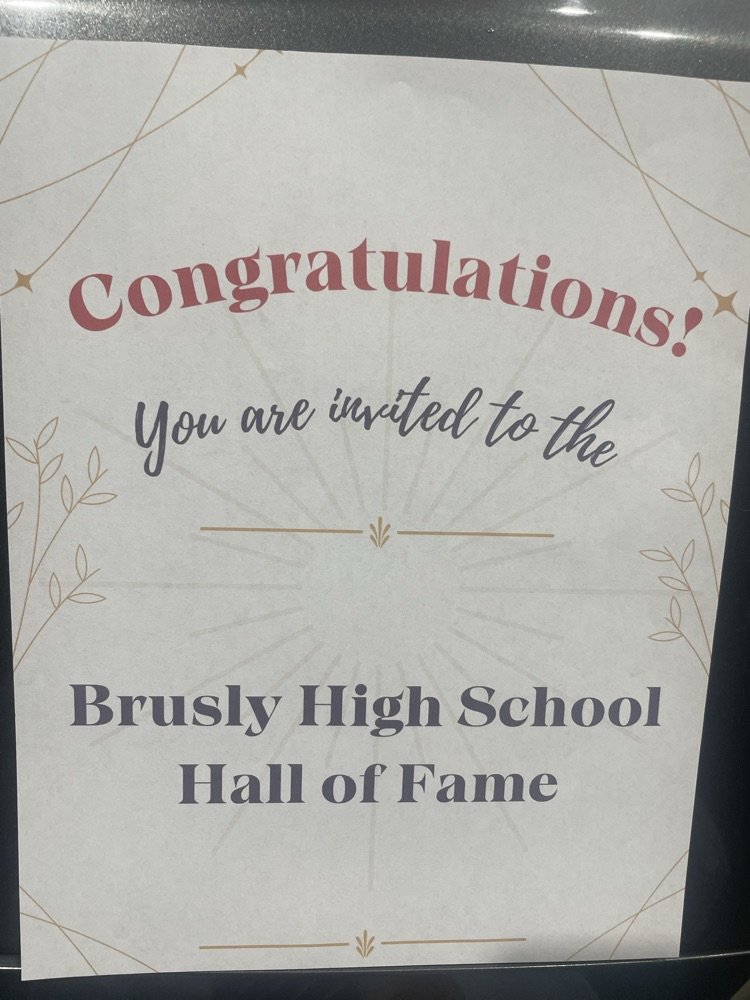 Congratulations!
You are invited to the
Brusly High School
Hall of Fame